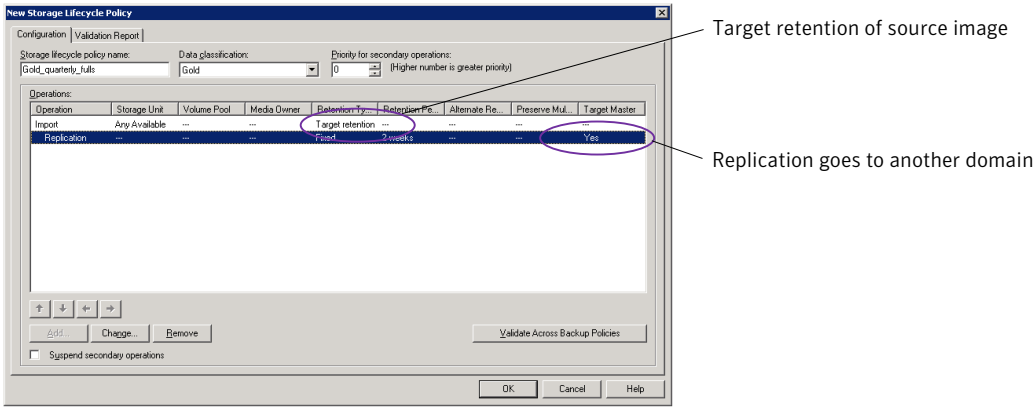 New Storage Lifecycle Policy
Configuration
Validation Report
Storage lifecycle policy name:
Data classification:
Priority for secondary operations:
Gold_quarterly_fulls
Gold
0
(Higher number is greater priority)
Operations:
Operation Storage Unit Volume Pool Media Owner Retention Ty... Retention Pe... Alternate Re... Preserve Mul... Target Master
Import Any Available --- --- Target retention --- --- --- ---
Replication --- --- --- Fixed 2 weeks --- --- Yes
Add...
Change...
Remove
Validate Across Backup Policies
Suspend secondary operations
OK
Cancel
Help
Target retention of source image
Replication goes to another domain